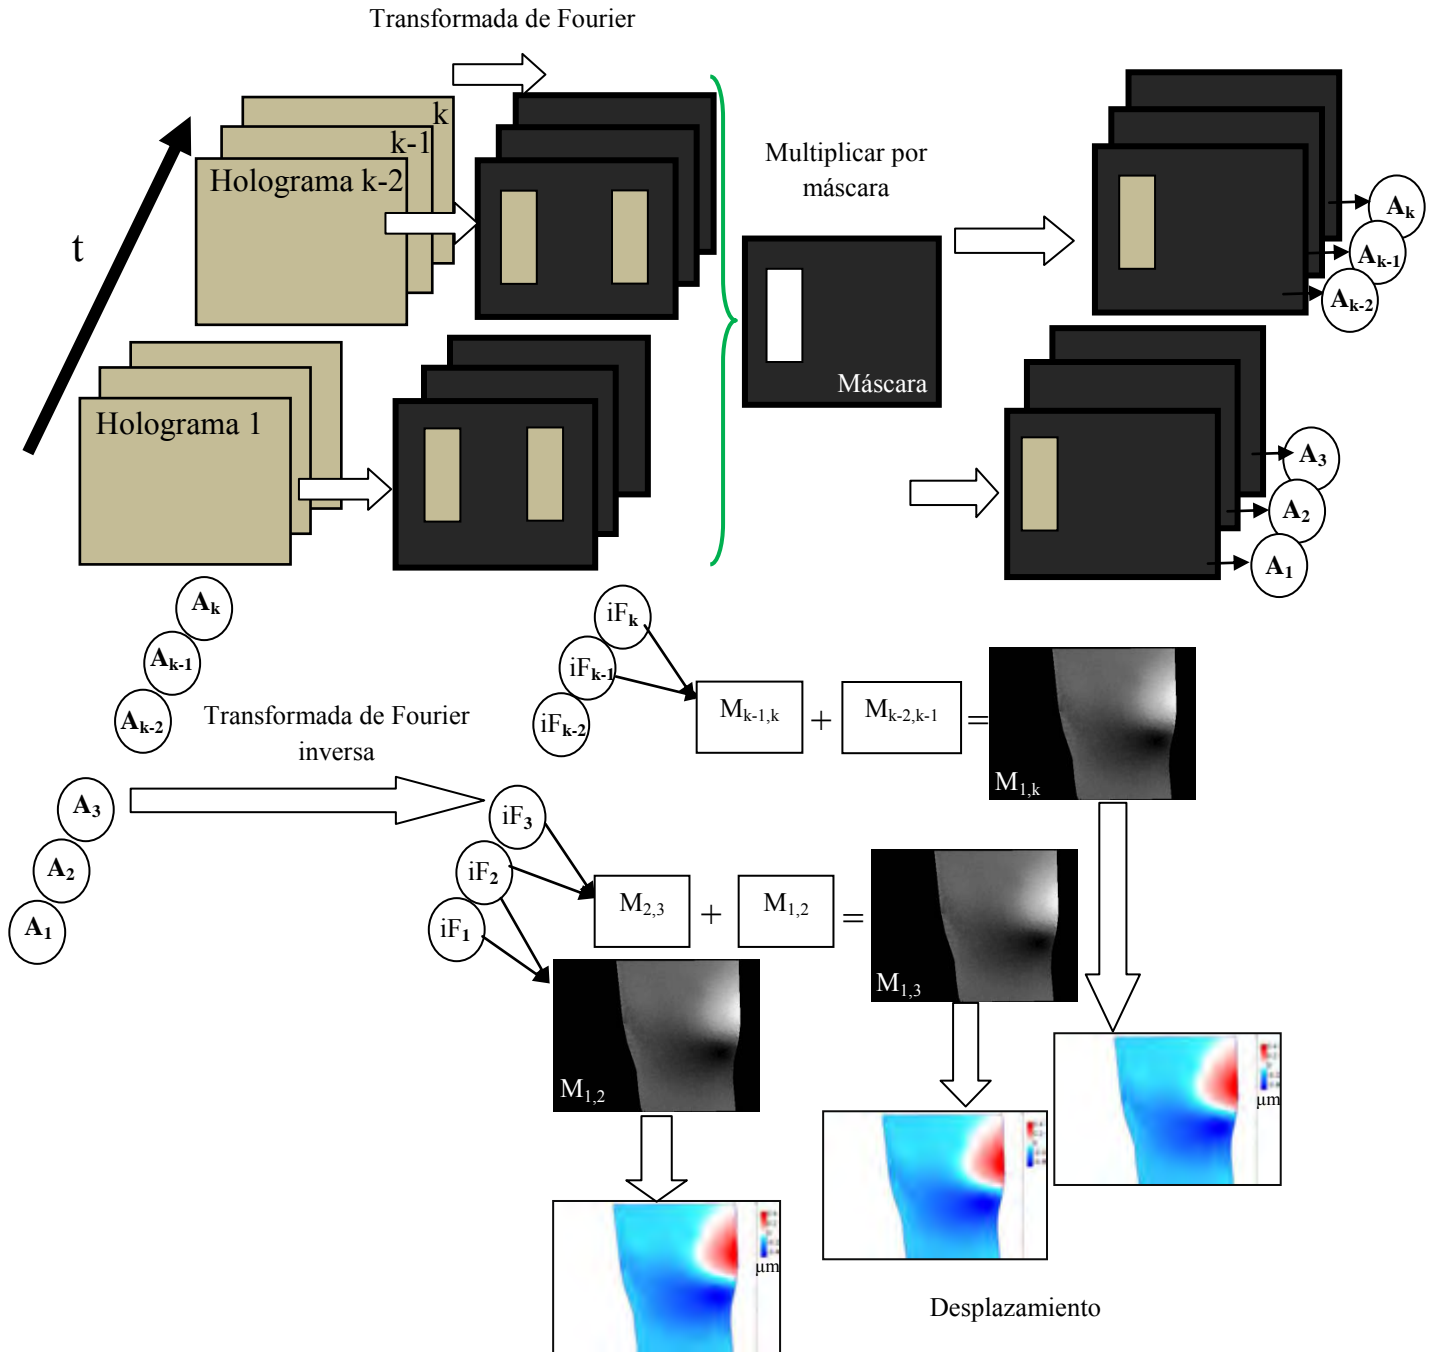 Transformada de Fourier
k
k-1
Holograma k-2
t
Holograma 1
Multiplicar por
máscara
Máscara
Ak
Ak-1
Ak-2
A3
A2
A1
Ak
Ak-1
Ak-2
Transformada de Fourier
inversa
A3
A2
A1
iFk
iFk-1
iFk-2
Mk-1,k + Mk-2,k-1 =
M1,k
iF3
iF2
iF1
M2,3 + M1,2 =
M1,3
M1,2
µm
µm
Desplazamiento